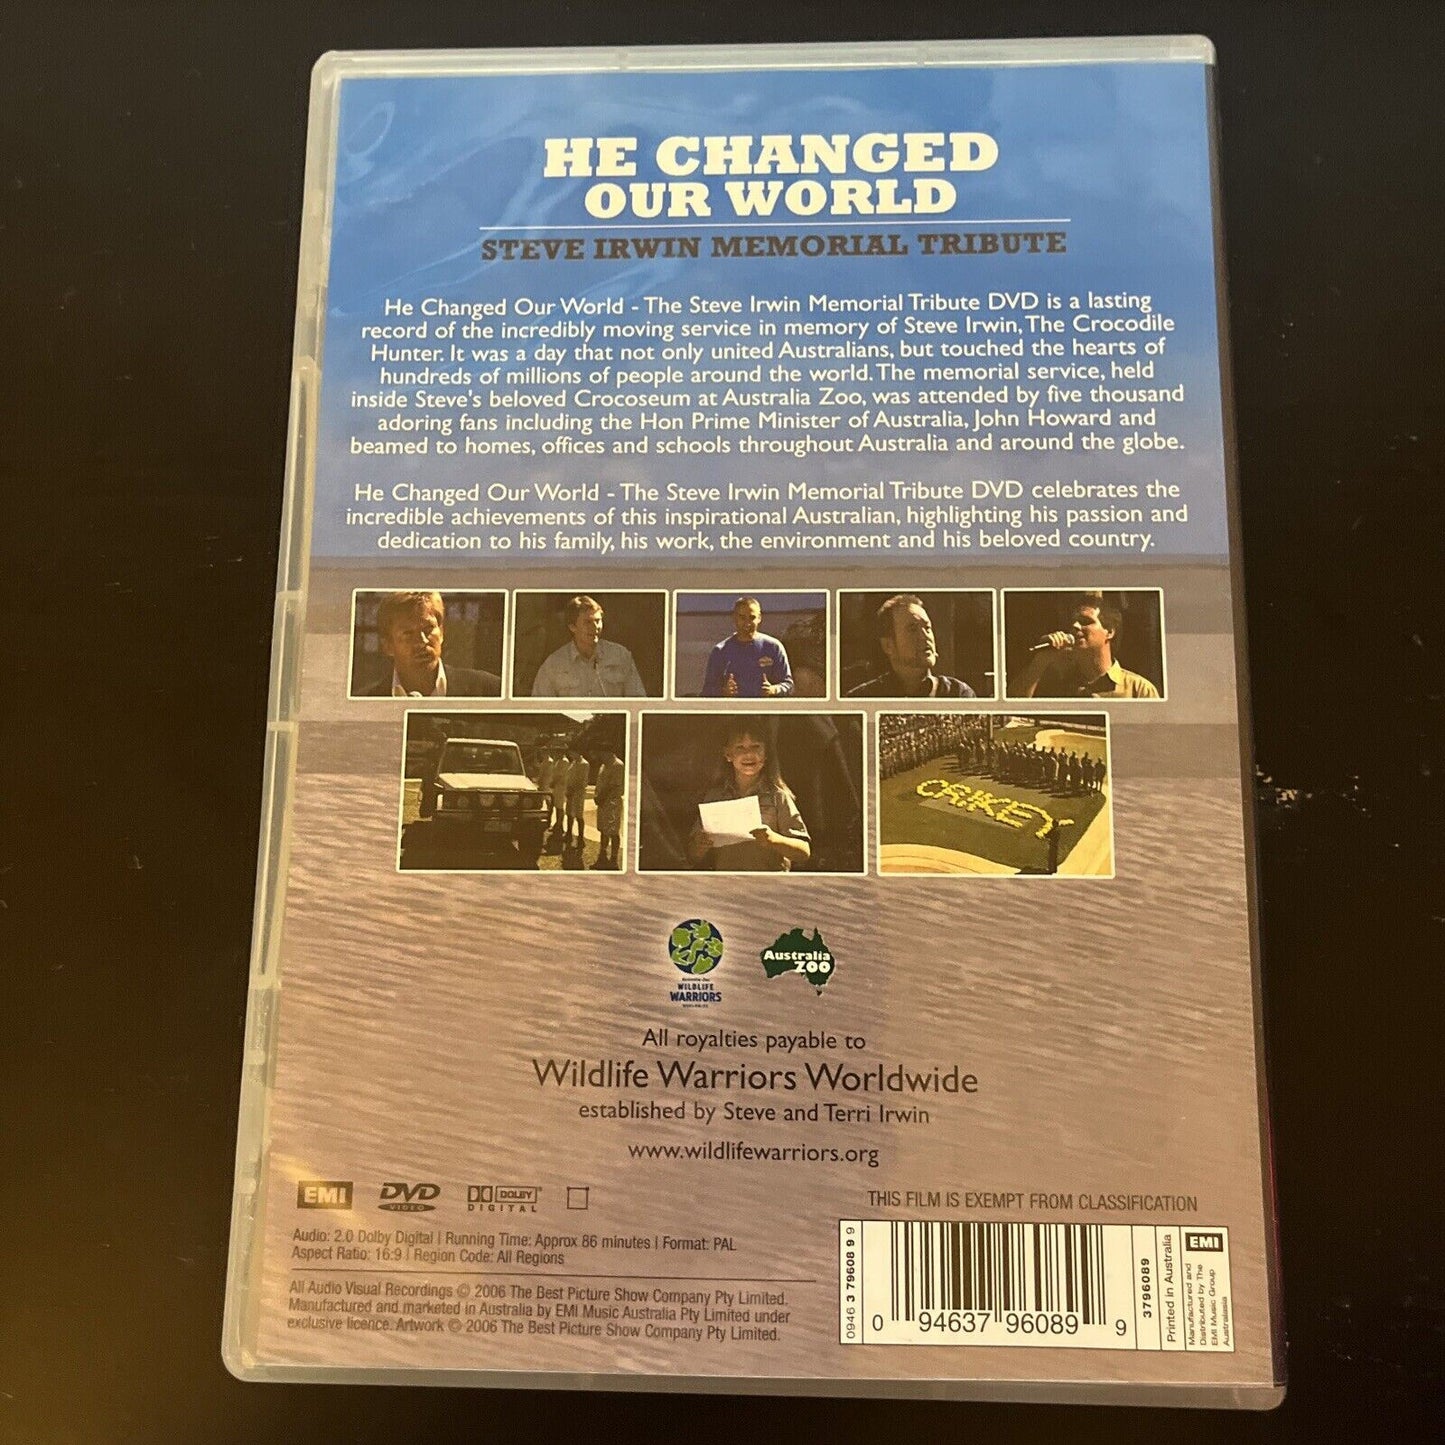 HE CHANGED
OUR WORLD
STEVE IRWIN MEMORIAL TRIBUTE
He Changed Our World - The Steve Irwin Memorial Tribute DVD is a lasting
record of the incredibly moving service in memory of Steve Irwin, The Crocodile
Hunter. It was a day that not only united Australians, but touched the hearts of
hundreds of millions of people around the world. The memorial service, held
inside Steve's beloved Crocoseum at Australia Zoo, was attended by five thousand
adoring fans including the Hon Prime Minister of Australia, John Howard and
beamed to homes, offices and schools throughout Australia and around the globe.
He Changed Our World - The Steve Irwin Memorial Tribute DVD celebrates the
incredible achievements of this inspirational Australian, highlighting his passion and
dedication to his family, his work, the environment and his beloved country.
CRIKEY
WILDLIFE
WARRIORS
Australia
ZOO
All royalties payable to
Wildlife Warriors Worldwide
established by Steve and Terri Irwin
www.wildlifewarriors.org
EMI
DVD
VIDEO
DOLBY
DIGITAL
THIS FILM IS EXEMPT FROM CLASSIFICATION
Audio: 2.0 Dolby Digital | Running Time: Approx 86 minutes | Format: PAL
Aspect Ratio: 16:9 | Region Code: All Regions
All Audio Visual Recordings © 2006 The Best Picture Show Company Pty Limited.
Manufactured and marketed in Australia by EMI Music Australia Pty Limited under
exclusive licence. Artwork © 2006 The Best Picture Show Company Pty Limited.
0946 3 79608 9 9
0 94637 96089 9
3796089
Printed in Australia
EMI
Manufactured and
Distributed by The
EMI Music Group
Australasia